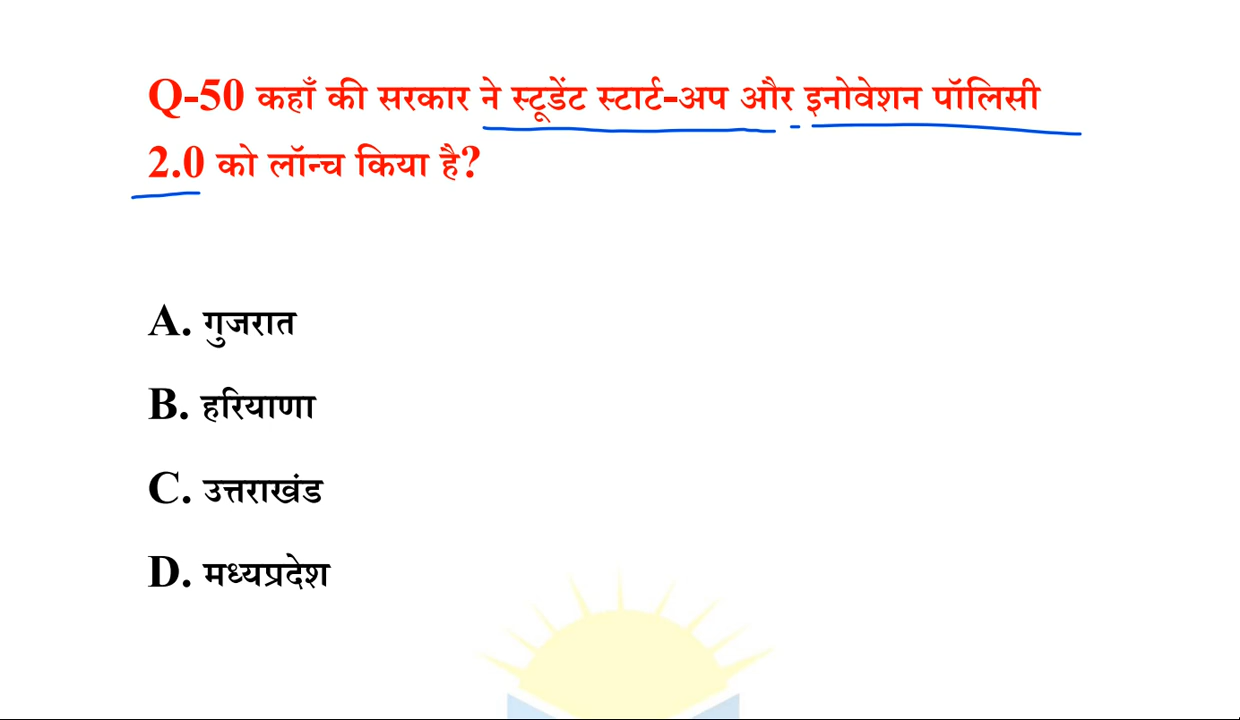 Q-50 कहाँ की सरकार ने स्टूडेंट स्टार्ट-अप और इनोवेशन पॉलिसी
2.0 को लॉन्च किया है?
A. गुजरात
B. हरियाणा
C. उत्तराखंड
D. मध्यप्रदेश